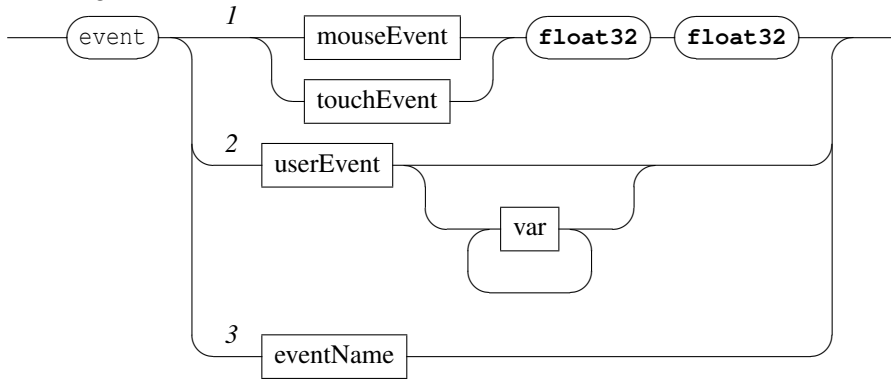 1
event mouseEvent float32 float32
touchEvent
2
userEvent
var
3
eventName